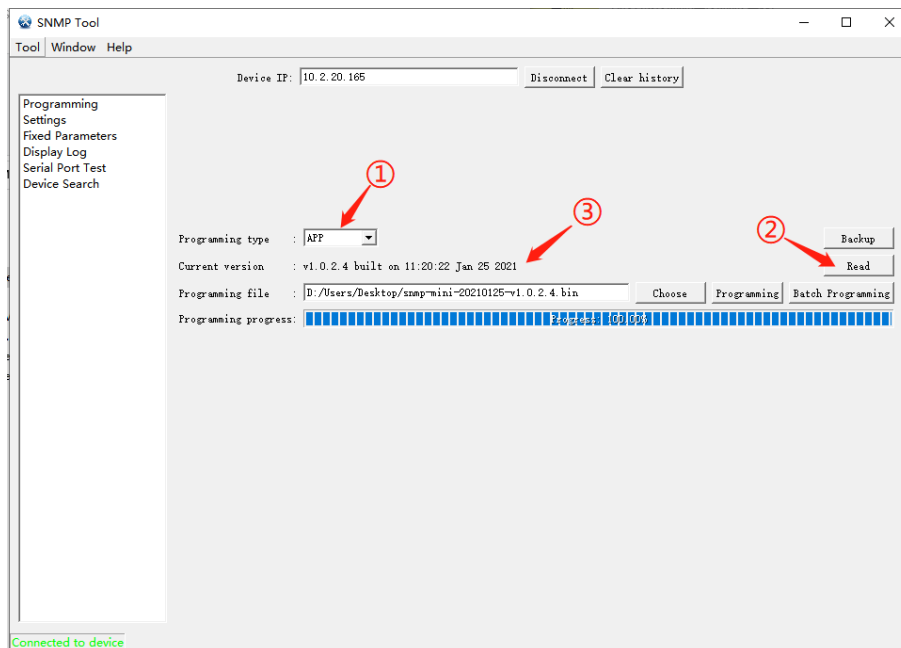 SNMP Tool
Tool Window Help
Device IP: 10.2.20.165 Disconnect Clear history
Programming
Settings
Fixed Parameters
Display Log
Serial Port Test
Device Search
①
③
②
Programming type : APP Backup
Current version : v1.0.2.4 built on 11:20:22 Jan 25 2021 Read
Programming file : D:/Users/Desktop/snmp-mini-20210125-v1.0.2.4.bin Choose Programming Batch Programming
Programming progress: Progress: 100.00%
Connected to device